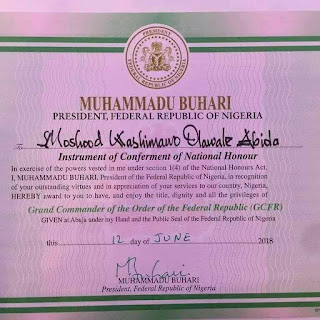 PRESIDENT
FEDERAL REPUBLIC OF NIGERIA
MUHAMMADU BUHARI
PRESIDENT, FEDERAL REPUBLIC OF NIGERIA
To Moshood Kashimawo Olawale Abiola
Instrument of Conferment of National Honour
In exercise of the powers vested in me under section 1(4) of the National Honours Act,
I, MUHAMMADU BUHARI, President of the Federal Republic of Nigeria, in recognition
of your outstanding virtues and in appreciation of your services to our country, Nigeria,
HEREBY award to you to have, and enjoy the title, dignity and all the privileges of
Grand Commander of the Order of the Federal Republic (GCFR)
GIVEN at Abuja under my Hand and the Public Seal of the Federal Republic of Nigeria
this 12 day of JUNE 2018
MUHAMMADU BUHARI
President, Federal Republic of Nigeria